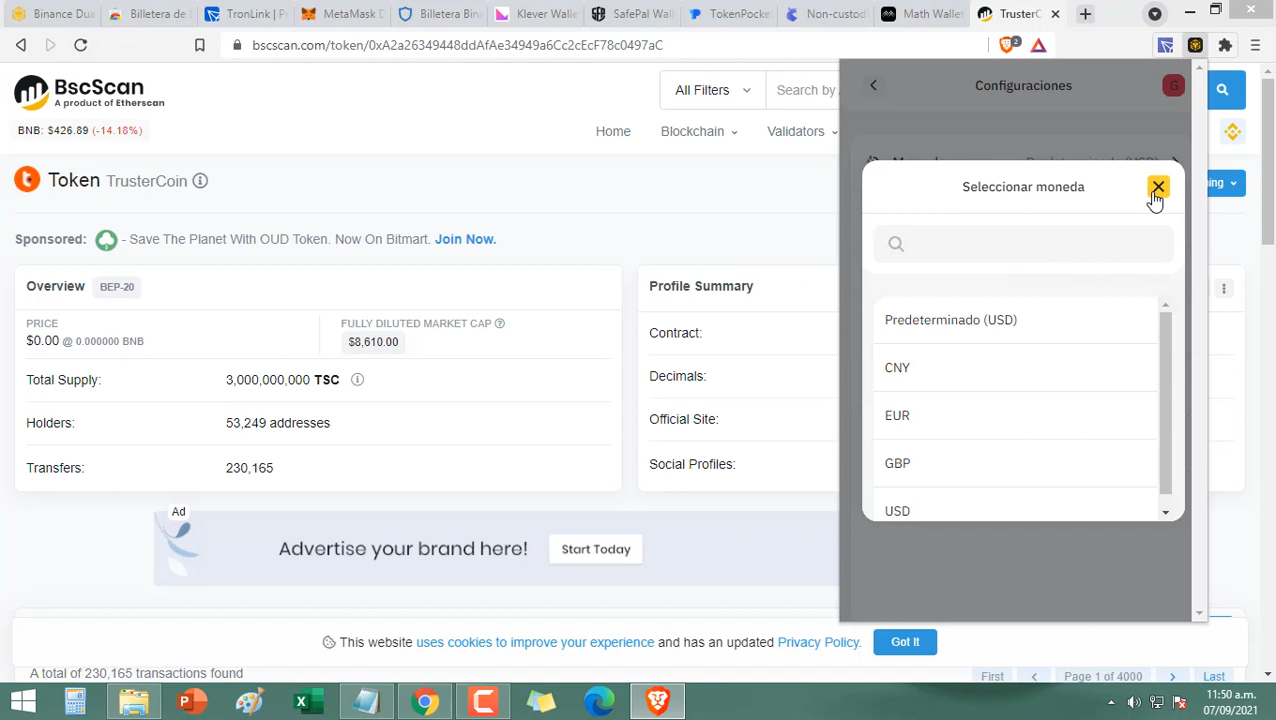 Binance Dua
Billetera de
TronLink | P
MetaMask D
Billetera Bin
Klever Walle
SafePal Wall
TokenPocke
Non-custod
Math Wallet
TrusterC
bscscan.com/token/
2
BscScan
A product of Etherscan
All Filters
Search by
BNB: $426.89 (-14.18%)
Home
Blockchain
Validators
Token TrusterCoin
Sponsored:
- Save The Planet With OUD Token. Now On Bitmart. Join Now.
Overview
BEP-20
PRICE
$0.00 @ 0.000000 BNB
FULLY DILUTED MARKET CAP
$8,610.00
Total Supply:
3,000,000,000 TSC
Holders:
53,249 addresses
Transfers:
230,165
Profile Summary
Contract:
Decimals:
Official Site:
Social Profiles:
Configuraciones
G
Seleccionar moneda
Predeterminado (USD)
CNY
EUR
GBP
USD
Ad
Advertise your brand here!
Start Today
This website uses cookies to improve your experience and has an updated Privacy Policy.
Got It
A total of 230,165 transactions found
First
Page 1 of 4000
Last
11:50 a.m.
07/09/2021